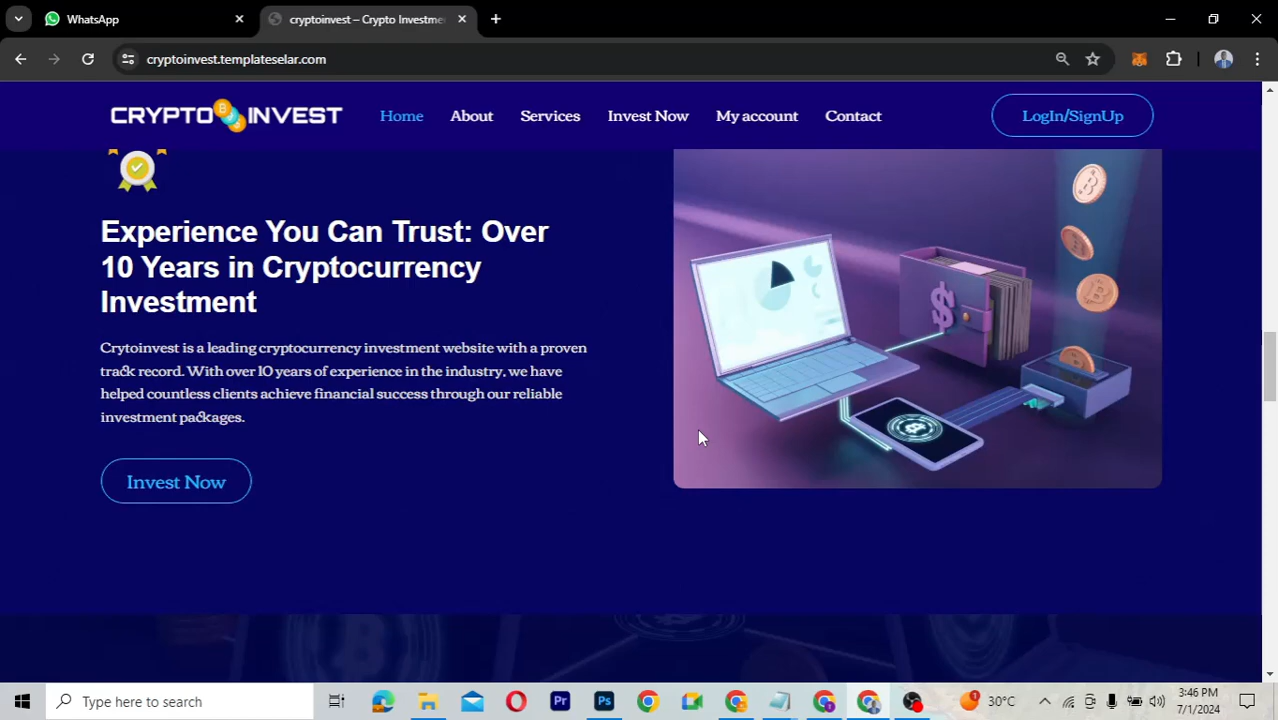 WhatsApp
cryptoinvest – Crypto Investme
cryptoinvest.templateselar.com
CRYPTO INVEST
Home
About
Services
Invest Now
My account
Contact
LogIn/SignUp
Experience You Can Trust: Over
10 Years in Cryptocurrency
Investment
Crytoinvest is a leading cryptocurrency investment website with a proven
track record. With over 10 years of experience in the industry, we have
helped countless clients achieve financial success through our reliable
investment packages.
Invest Now
Type here to search
Pr
Ps
1
30°C
3:46 PM
7/1/2024